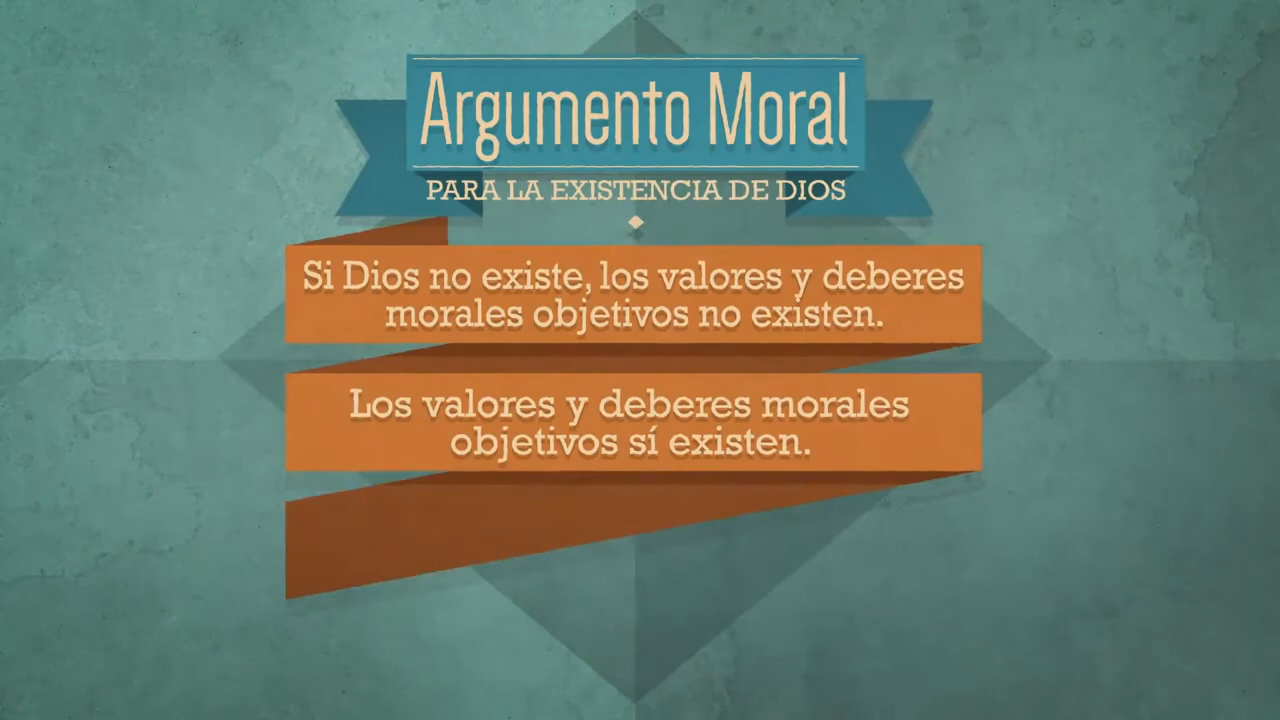 Argumento Moral
PARA LA EXISTENCIA DE DIOS
Si Dios no existe, los valores y deberes
morales objetivos no existen.
Los valores y deberes morales
objetivos sí existen.